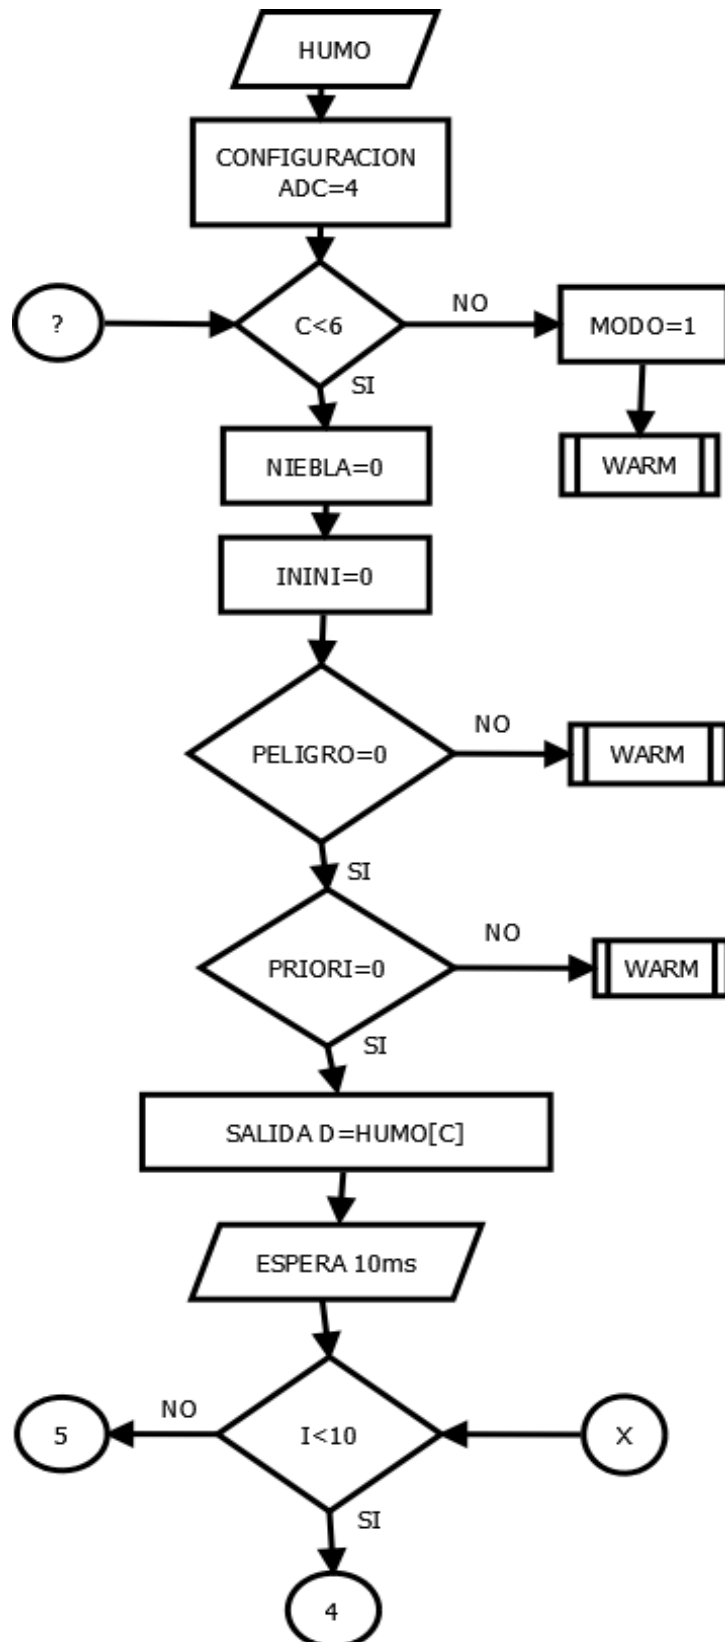 HUMO
CONFIGURACION
ADC=4
?
C<6
NO
MODO=1
SI
NIEBLA=0
WARM
ININI=0
PELIGRO=0
NO
WARM
SI
PRIORI=0
NO
WARM
SI
SALIDA D=HUMO[C]
ESPERA 10ms
5
NO
I<10
X
SI
4